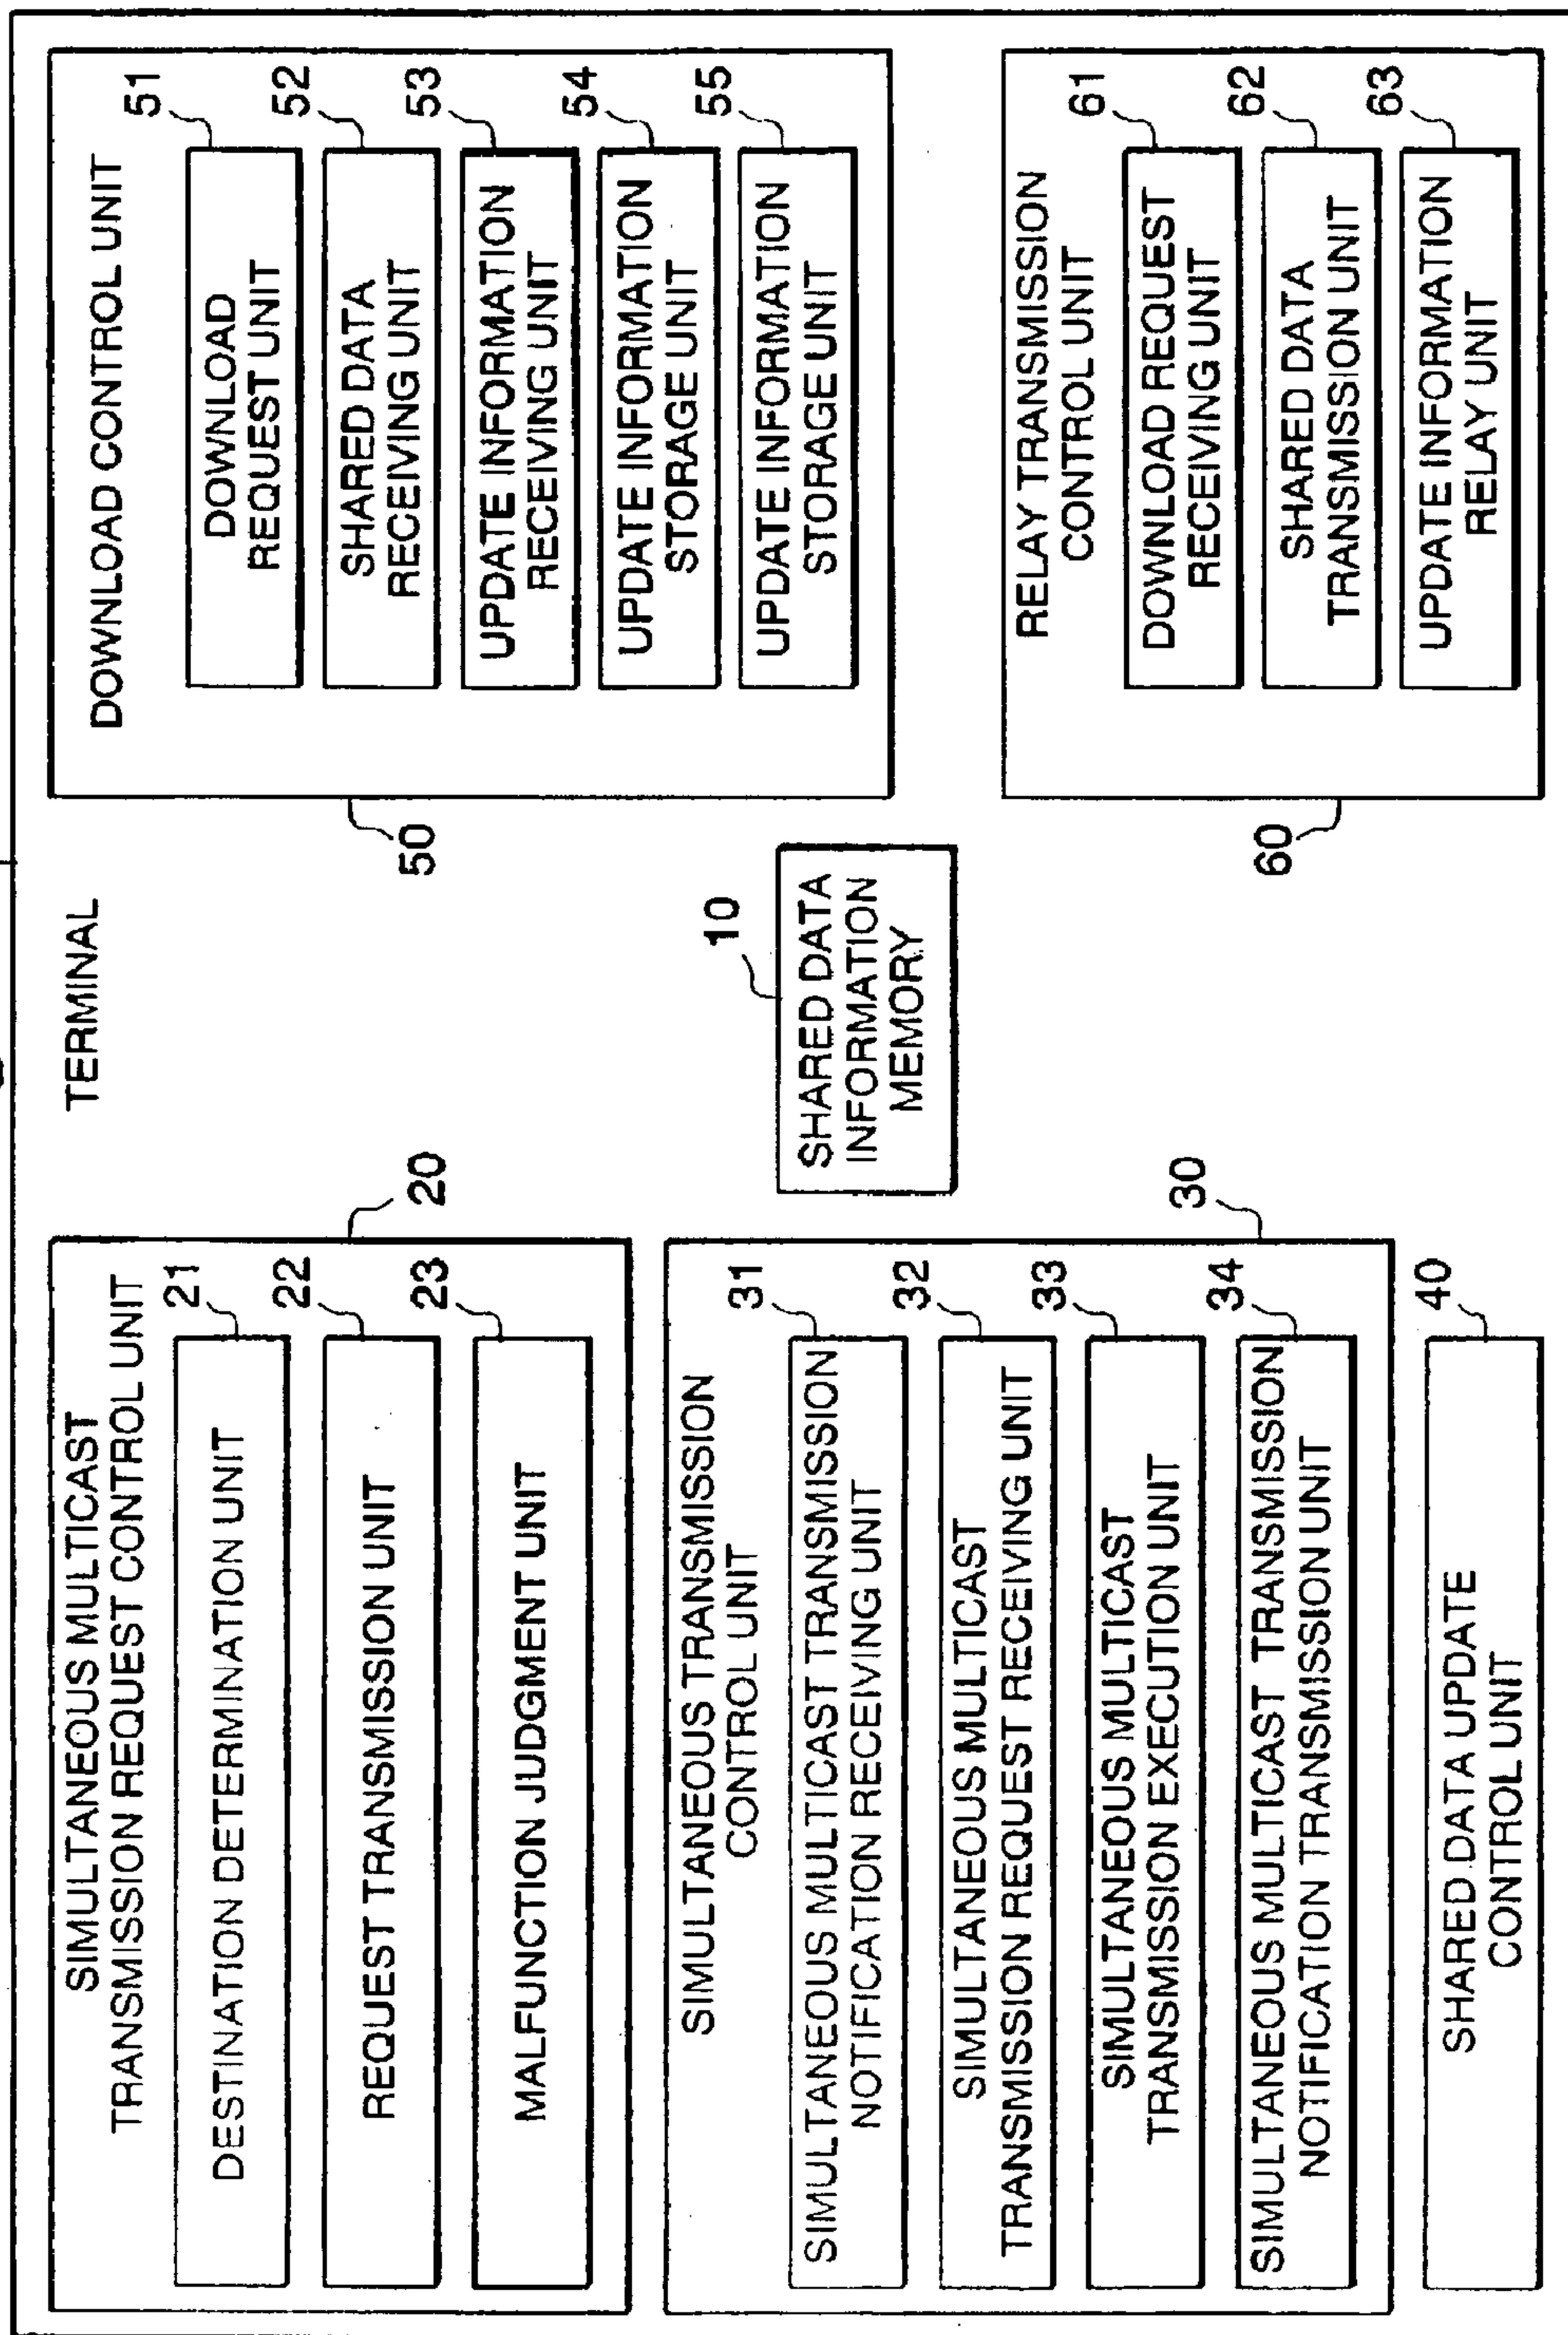 TERMINAL
SIMULTANEOUS MULTICAST
TRANSMISSION REQUEST CONTROL UNIT
20
21
DESTINATION DETERMINATION UNIT
22
REQUEST TRANSMISSION UNIT
23
MALFUNCTION JUDGMENT UNIT
SIMULTANEOUS TRANSMISSION
CONTROL UNIT
30
31
SIMULTANEOUS MULTICAST TRANSMISSION
NOTIFICATION RECEIVING UNIT
32
SIMULTANEOUS MULTICAST
TRANSMISSION REQUEST RECEIVING UNIT
33
SIMULTANEOUS MULTICAST
TRANSMISSION EXECUTION UNIT
34
SIMULTANEOUS MULTICAST TRANSMISSION
NOTIFICATION TRANSMISSION UNIT
40
SHARED DATA UPDATE
CONTROL UNIT
10
SHARED DATA
INFORMATION
MEMORY
50
DOWNLOAD CONTROL UNIT
51
DOWNLOAD
REQUEST UNIT
52
SHARED DATA
RECEIVING UNIT
53
UPDATE INFORMATION
RECEIVING UNIT
54
UPDATE INFORMATION
STORAGE UNIT
55
UPDATE INFORMATION
STORAGE UNIT
60
RELAY TRANSMISSION
CONTROL UNIT
61
DOWNLOAD REQUEST
RECEIVING UNIT
62
SHARED DATA
TRANSMISSION UNIT
63
UPDATE INFORMATION
RELAY UNIT